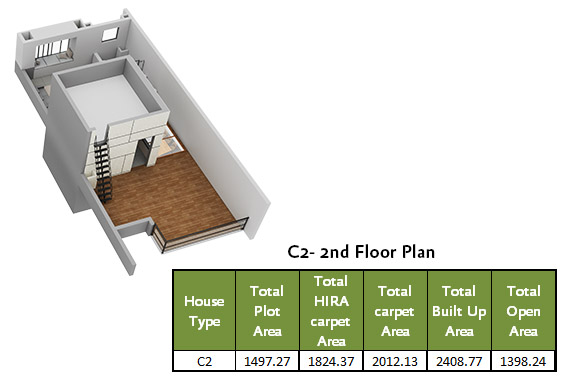 C2- 2nd Floor Plan
House Type | Total Plot Area | Total HIRA carpet Area | Total carpet Area | Total Built Up Area | Total Open Area
C2 | 1497.27 | 1824.37 | 2012.13 | 2408.77 | 1398.24